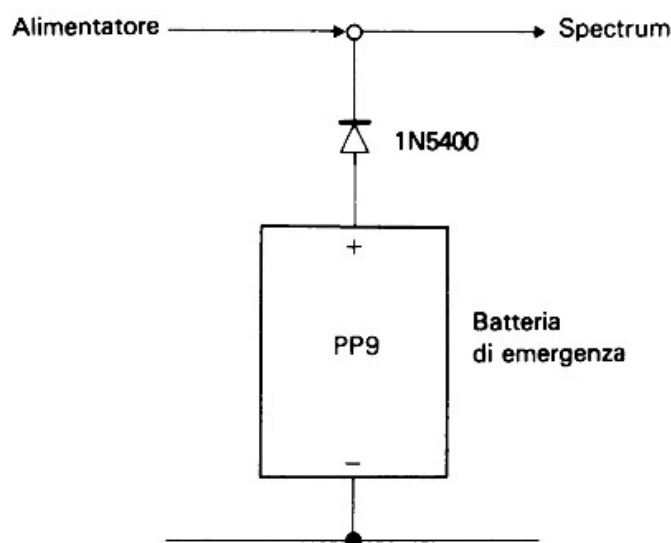 Alimentatore
Spectrum
1N5400
+
PP9
Batteria
di emergenza
−